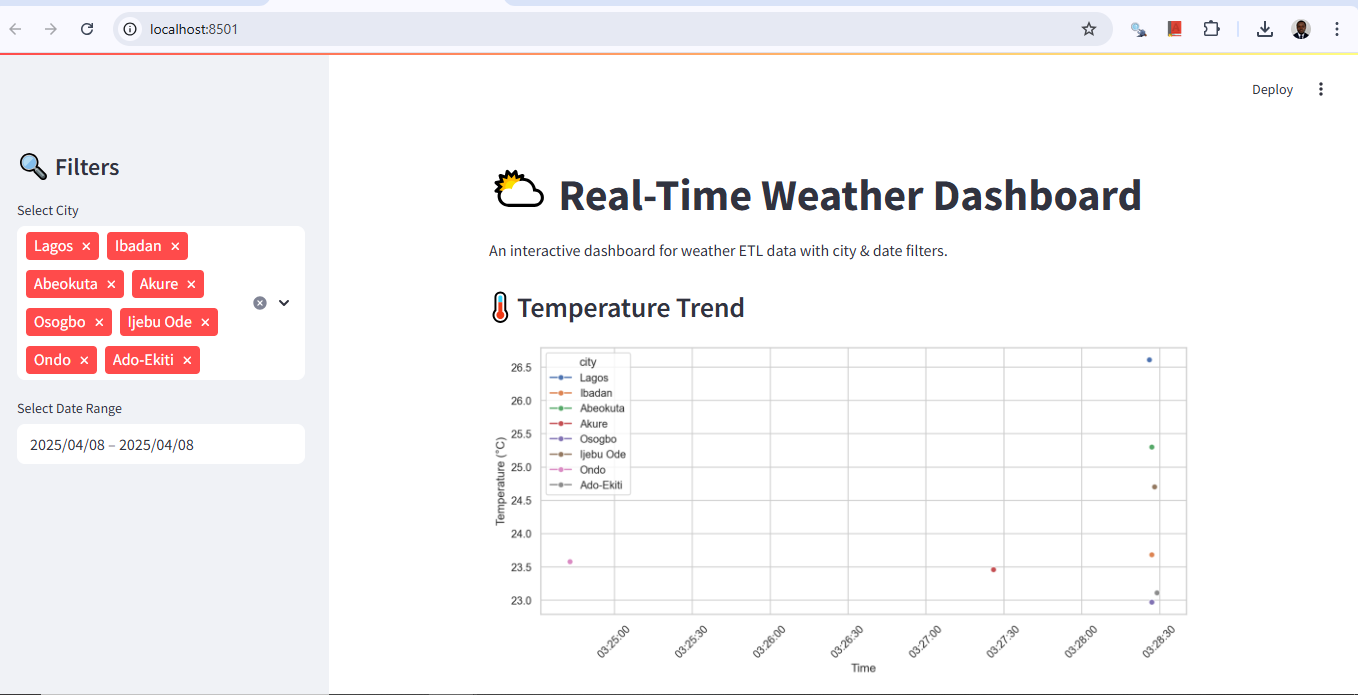 localhost:8501
Deploy
Filters
Select City
Lagos × Ibadan ×
Abeokuta × Akure ×
Osogbo × Ijebu Ode ×
Ondo × Ado-Ekiti ×
Select Date Range
2025/04/08 – 2025/04/08
Real-Time Weather Dashboard
An interactive dashboard for weather ETL data with city & date filters.
Temperature Trend
Temperature (°C)
26.5
26.0
25.5
25.0
24.5
24.0
23.5
23.0
city
Lagos
Ibadan
Abeokuta
Akure
Osogbo
Ijebu Ode
Ondo
Ado-Ekiti
03:25:00
03:25:30
03:26:00
03:26:30
03:27:00
03:27:30
03:28:00
03:28:30
Time